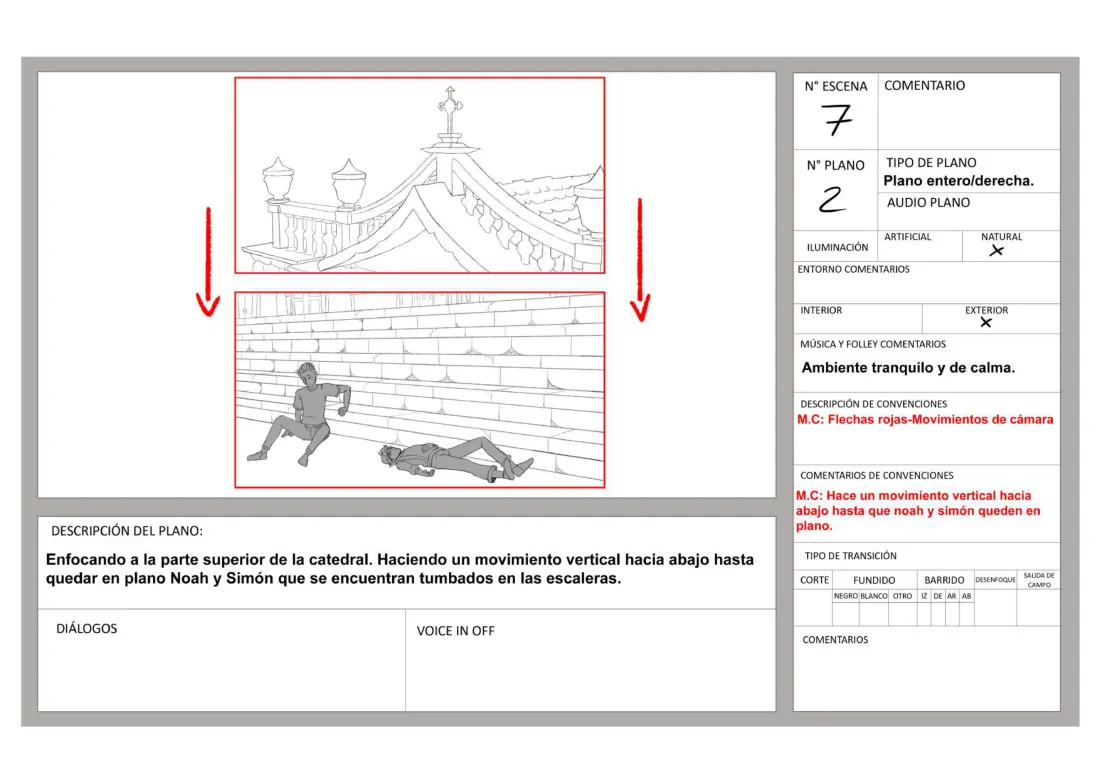 N° ESCENA
7
COMENTARIO
N° PLANO
2
TIPO DE PLANO
Plano entero/derecha.
AUDIO PLANO
ILUMINACIÓN
ARTIFICIAL
NATURAL
X
ENTORNO COMENTARIOS
INTERIOR
EXTERIOR
X
MÚSICA Y FOLLEY COMENTARIOS
Ambiente tranquilo y de calma.
DESCRIPCIÓN DE CONVENCIONES
M.C: Flechas rojas-Movimientos de cámara
COMENTARIOS DE CONVENCIONES
M.C: Hace un movimiento vertical hacia
abajo hasta que noah y simón queden en
plano.
TIPO DE TRANSICIÓN
CORTE FUNDIDO BARRIDO DESENFOQUE SALIDA DE
CAMPO
NEGRO BLANCO OTRO IZ DE AR AB
COMENTARIOS
DESCRIPCIÓN DEL PLANO:
Enfocando a la parte superior de la catedral. Haciendo un movimiento vertical hacia abajo hasta
quedar en plano Noah y Simón que se encuentran tumbados en las escaleras.
DIÁLOGOS
VOICE IN OFF